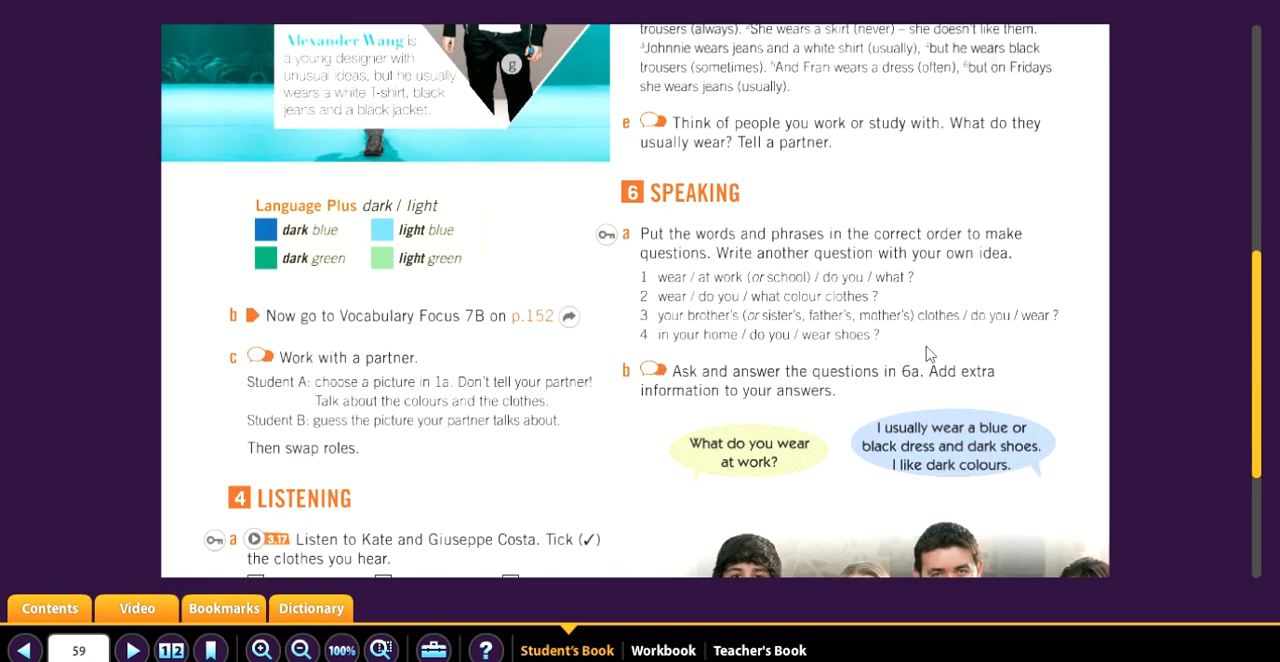 Alexander Wang is
a young designer with
unusual ideas, but he usually
wears a white T-shirt, black
jeans and a black jacket.
g
Language Plus dark / light
dark blue light blue
dark green light green
b Now go to Vocabulary Focus 7B on p.152
c Work with a partner.
Student A: choose a picture in 1a. Don't tell your partner!
Talk about the colours and the clothes.
Student B: guess the picture your partner talks about.
Then swap roles.
4 LISTENING
a 3.17 Listen to Kate and Giuseppe Costa. Tick (✓)
the clothes you hear.
trousers (always). ²She wears a skirt (never) – she doesn't like them.
³Johnnie wears jeans and a white shirt (usually), ⁴but he wears black
trousers (sometimes). ⁵And Fran wears a dress (often), ⁶but on Fridays
she wears jeans (usually).
e Think of people you work or study with. What do they
usually wear? Tell a partner.
6 SPEAKING
a Put the words and phrases in the correct order to make
questions. Write another question with your own idea.
1 wear / at work (or school) / do you / what ?
2 wear / do you / what colour clothes ?
3 your brother's (or sister's, father's, mother's) clothes / do you / wear ?
4 in your home / do you / wear shoes ?
b Ask and answer the questions in 6a. Add extra
information to your answers.
What do you wear
at work?
I usually wear a blue or
black dress and dark shoes.
I like dark colours.
Contents Video Bookmarks Dictionary
59 1 2 100% ? Student's Book Workbook Teacher's Book